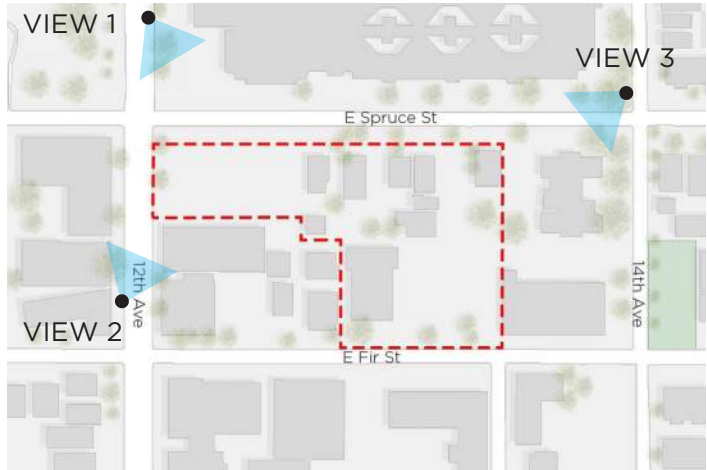 VIEW 1
VIEW 3
E Spruce St
12th Ave
14th Ave
VIEW 2
E Fir St